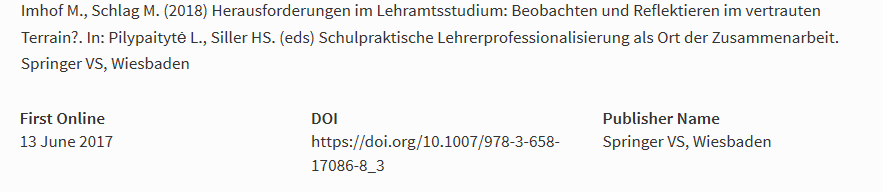 Imhof M., Schlag M. (2018) Herausforderungen im Lehramtsstudium: Beobachten und Reflektieren im vertrauten
Terrain?. In: Pilypaitytė L., Siller HS. (eds) Schulpraktische Lehrerprofessionalisierung als Ort der Zusammenarbeit.
Springer VS, Wiesbaden
First Online
13 June 2017
DOI
https://doi.org/10.1007/978-3-658-
17086-8_3
Publisher Name
Springer VS, Wiesbaden